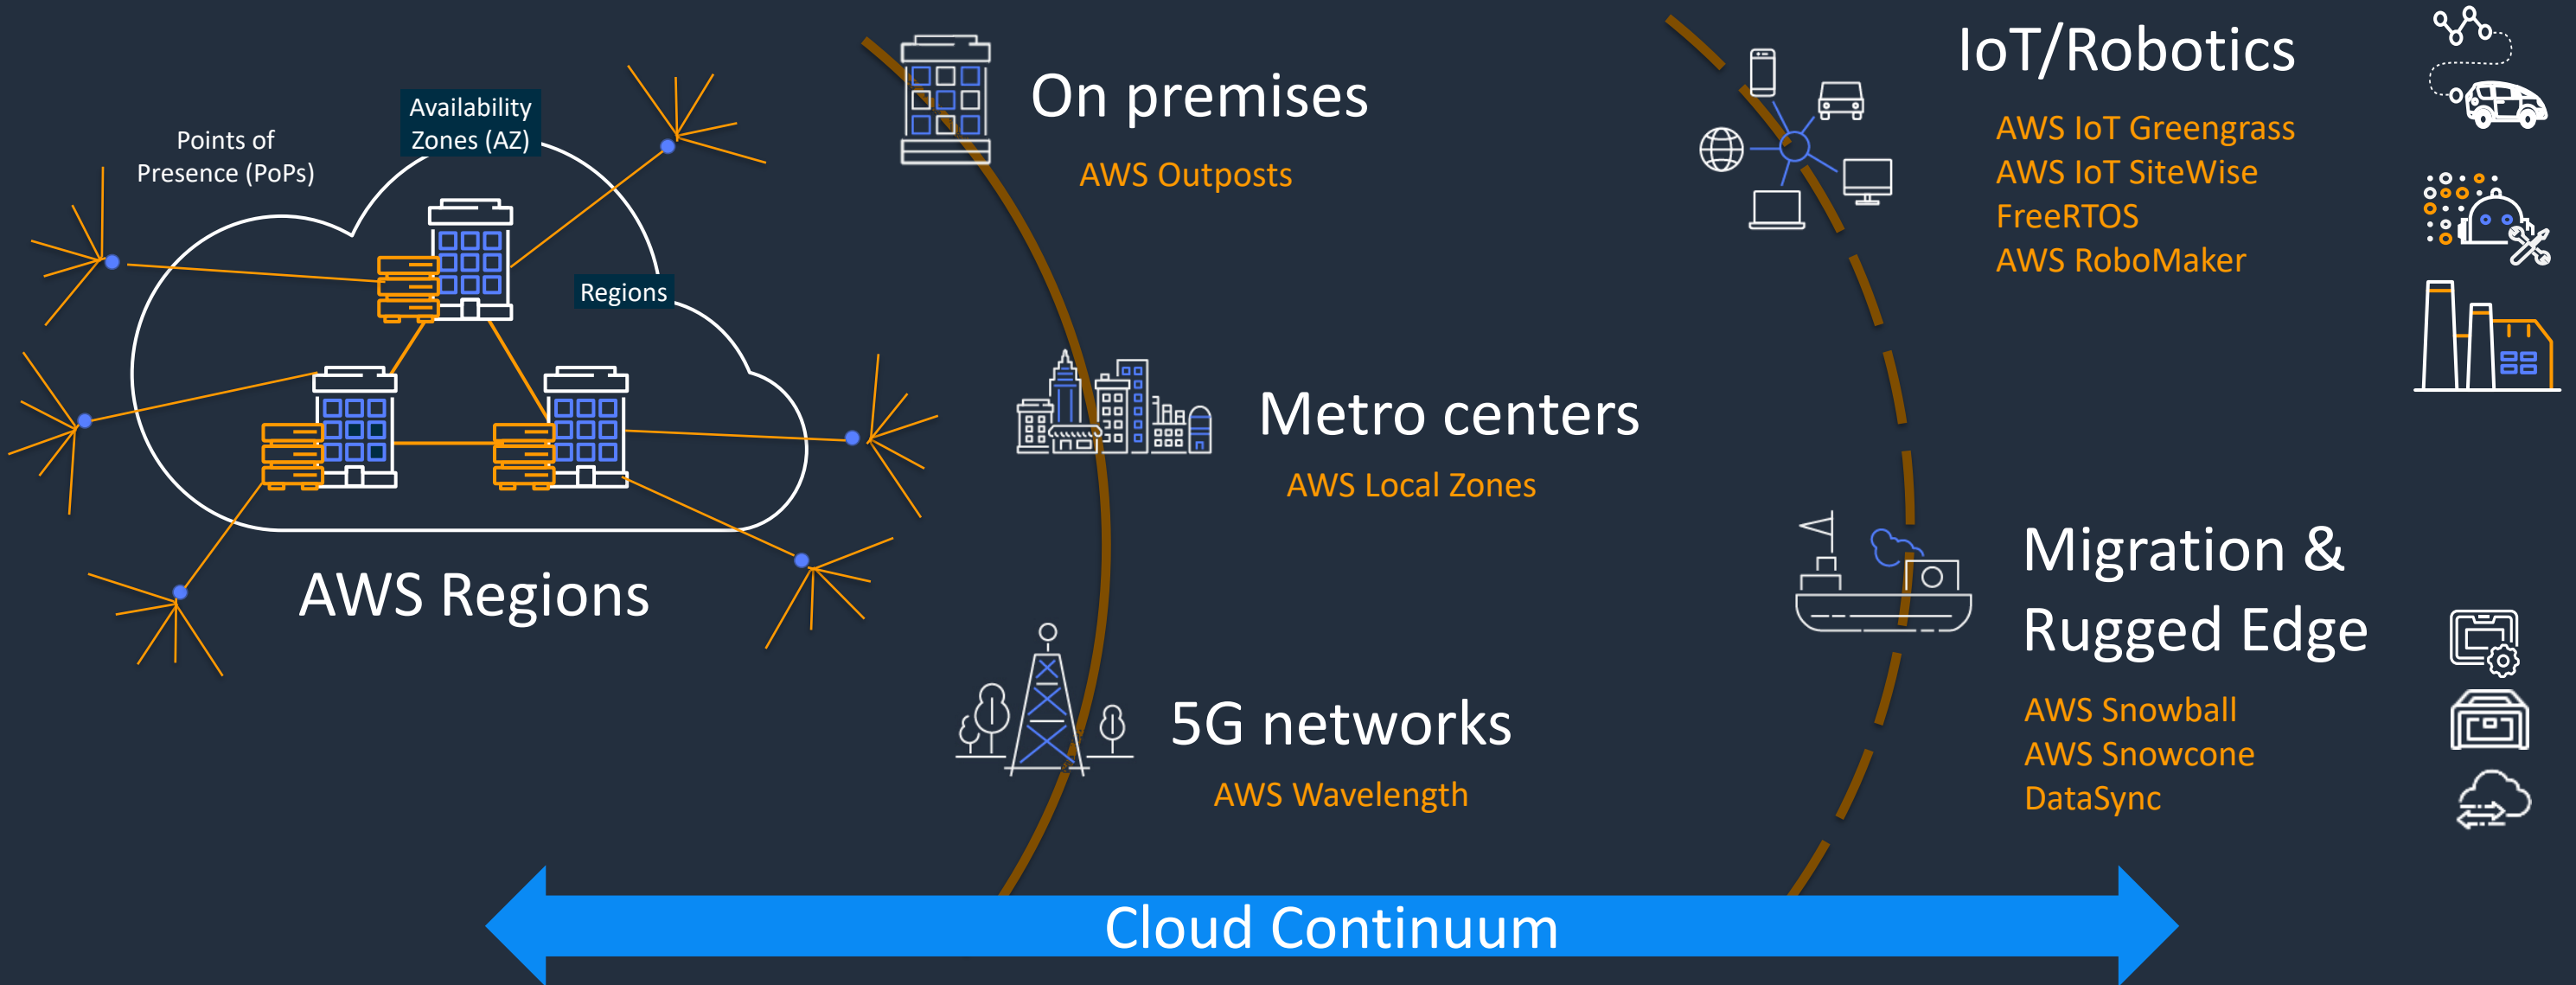 Points of
Presence (PoPs)
Availability
Zones (AZ)
Regions
AWS Regions
On premises
AWS Outposts
Metro centers
AWS Local Zones
5G networks
AWS Wavelength
IoT/Robotics
AWS IoT Greengrass
AWS IoT SiteWise
FreeRTOS
AWS RoboMaker
Migration &
Rugged Edge
AWS Snowball
AWS Snowcone
DataSync
Cloud Continuum